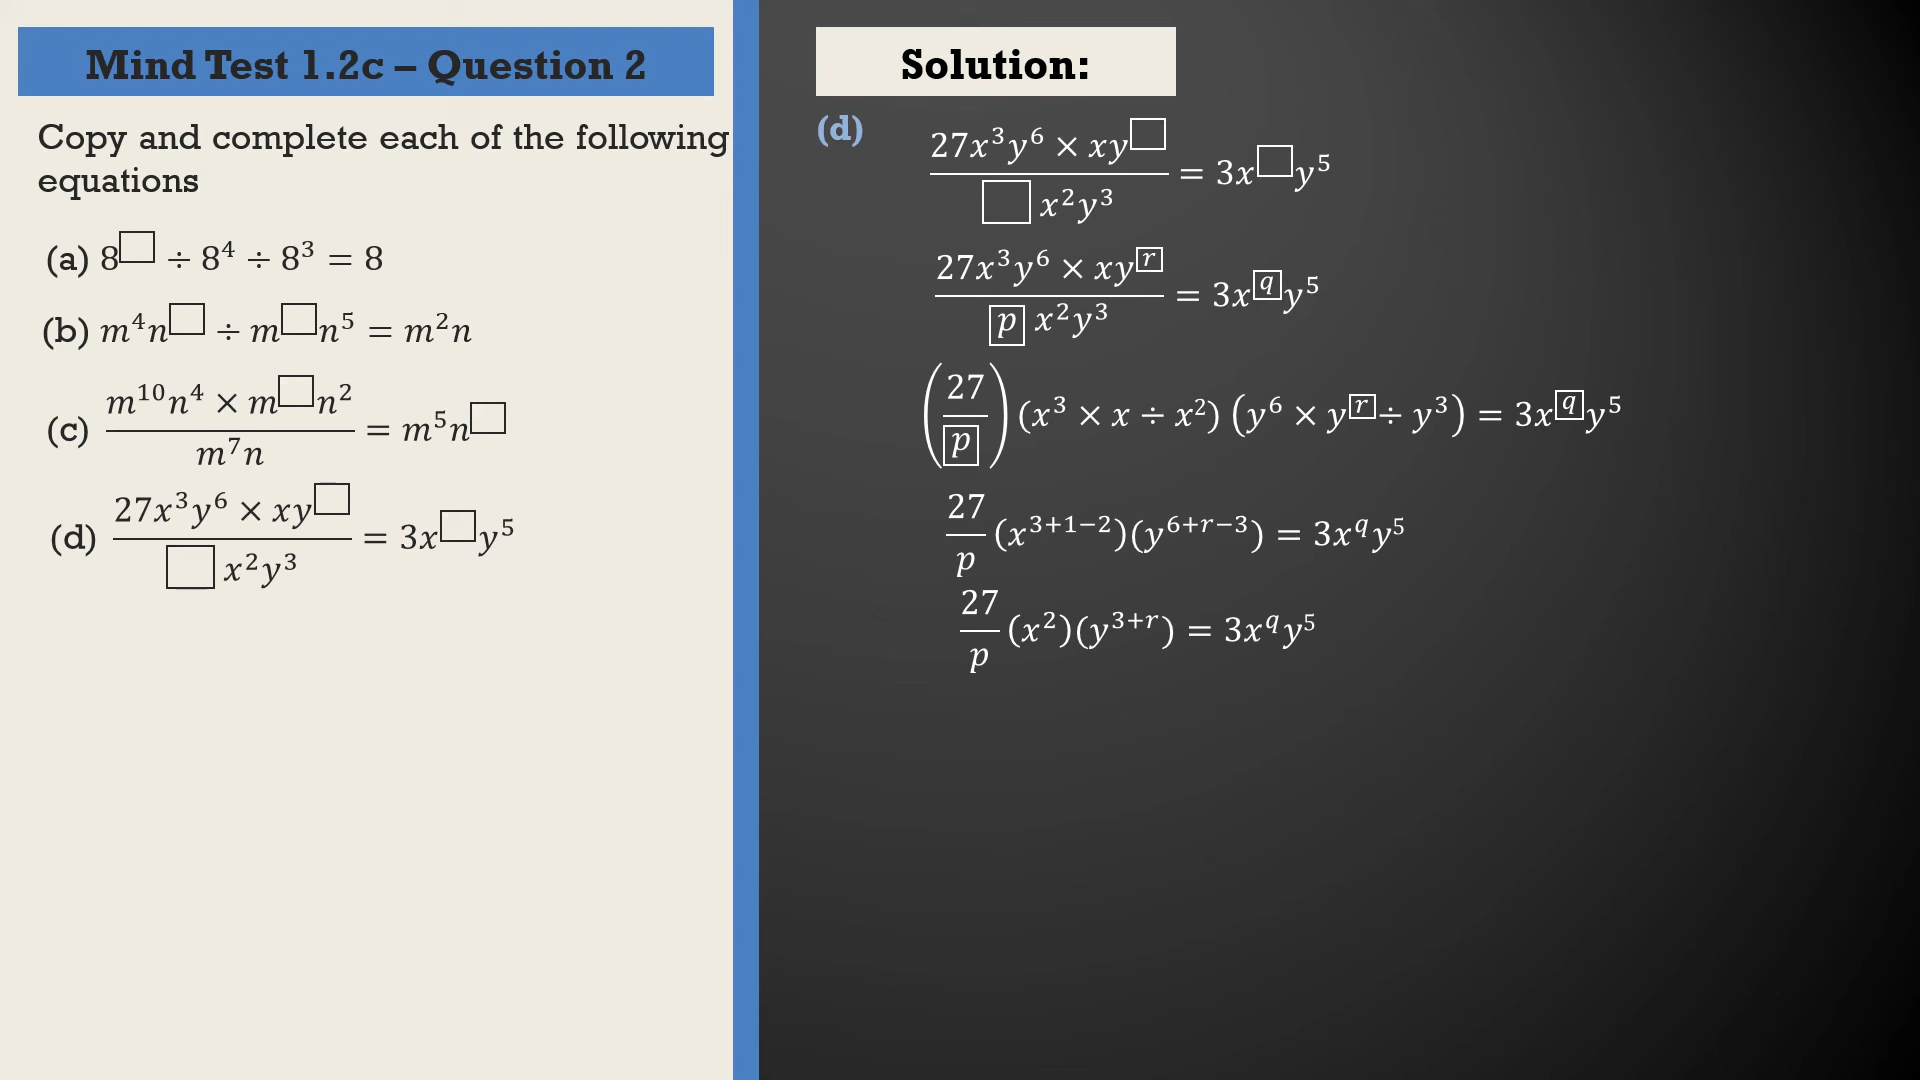 Mind Test 1.2c – Question 2
Copy and complete each of the following
equations
(a) 8^□ ÷ 8⁴ ÷ 8³ = 8
(b) m⁴n^□ ÷ m^□n⁵ = m²n
(c) (m¹⁰n⁴ × m^□n²)/(m⁷n) = m⁵n^□
(d) (27x³y⁶ × xy^□)/(□ x²y³) = 3x^□y⁵
Solution:
(d) (27x³y⁶ × xy^□)/(□ x²y³) = 3x^□y⁵
(27x³y⁶ × xy^r)/(p x²y³) = 3x^q y⁵
(27/p) (x³ × x ÷ x²) (y⁶ × y^r ÷ y³) = 3x^q y⁵
27/p (x^(3+1−2))(y^(6+r−3)) = 3x^q y⁵
27/p (x²)(y^(3+r)) = 3x^q y⁵